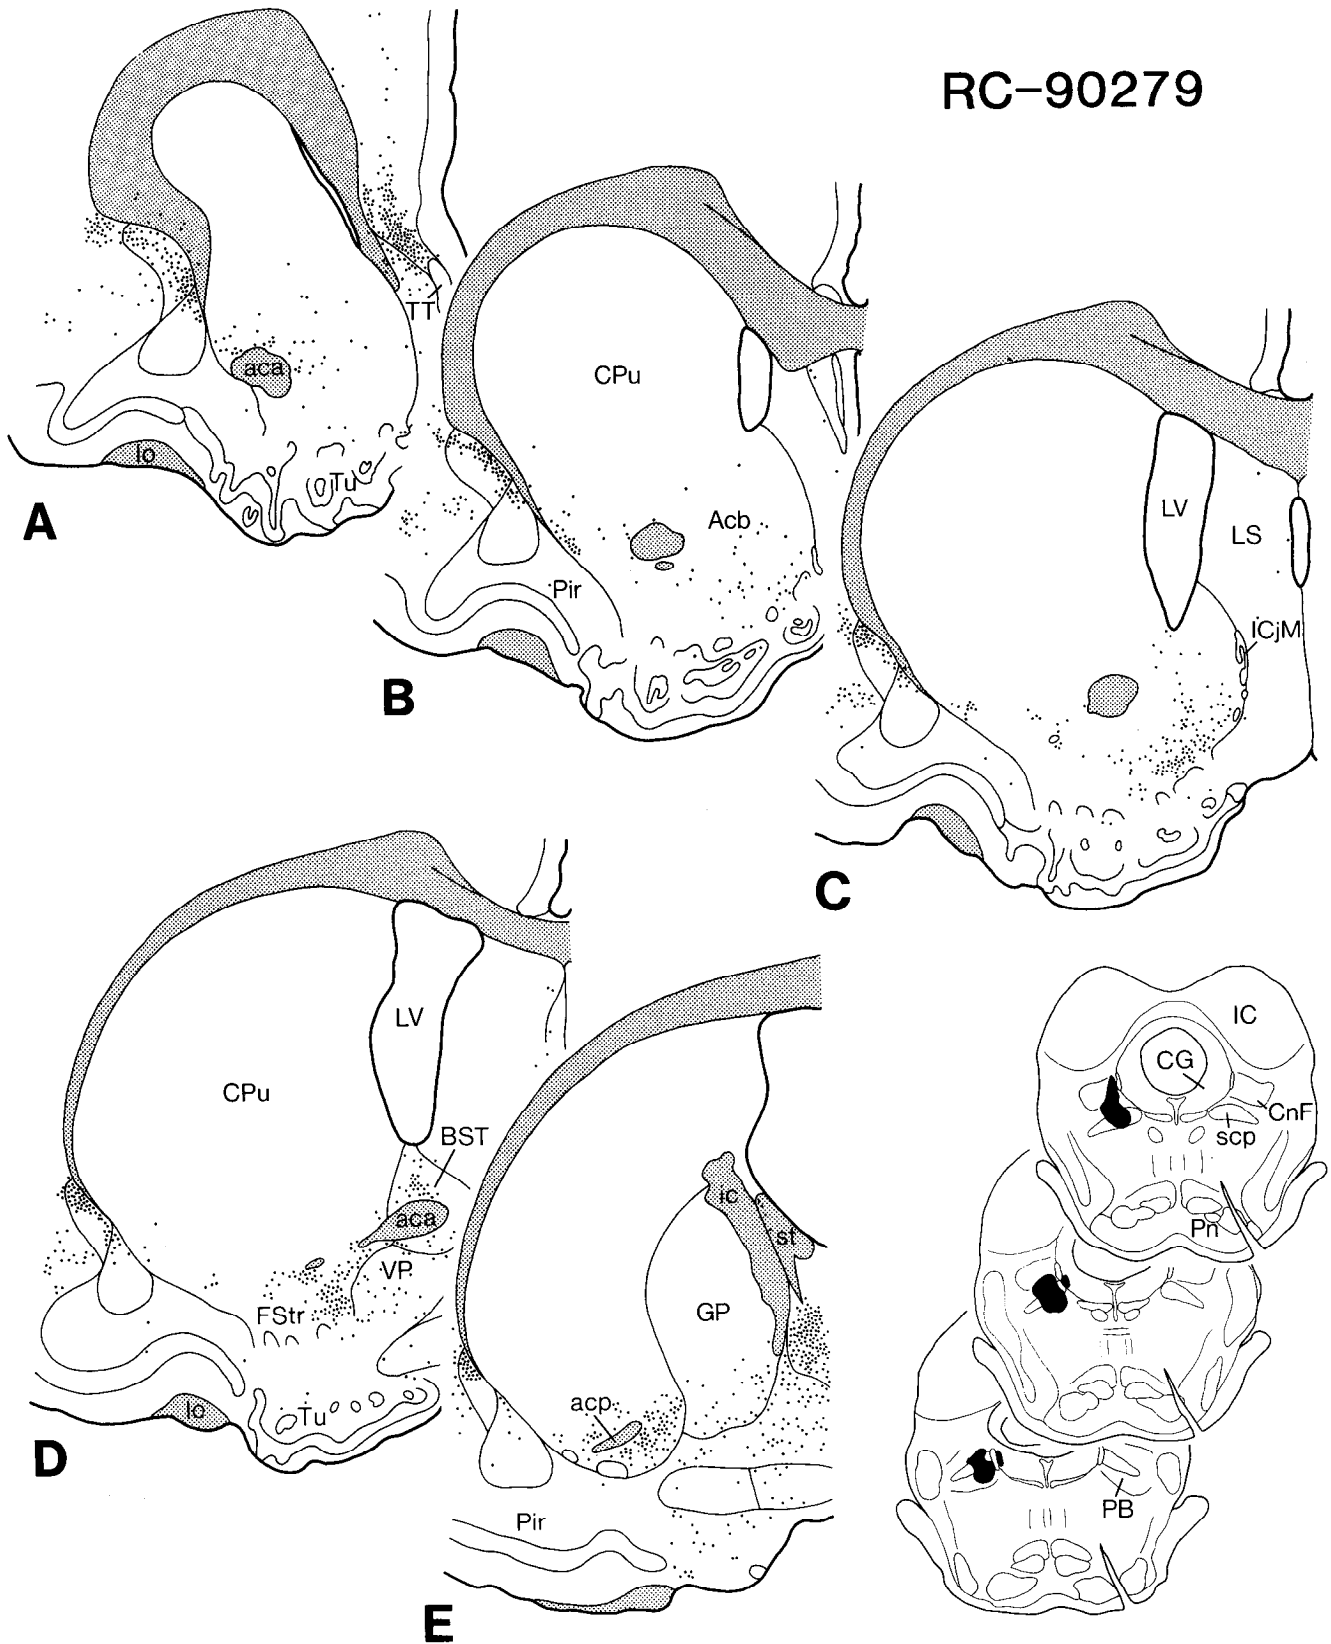 RC-90279
TT
aca
lo
Tu
A
CPu
Acb
Pir
B
LV
LS
ICjM
C
LV
CPu
BST
aca
VP
FStr
lo
Tu
D
ic
st
GP
acp
Pir
E
IC
CG
CnF
scp
Pn
PB